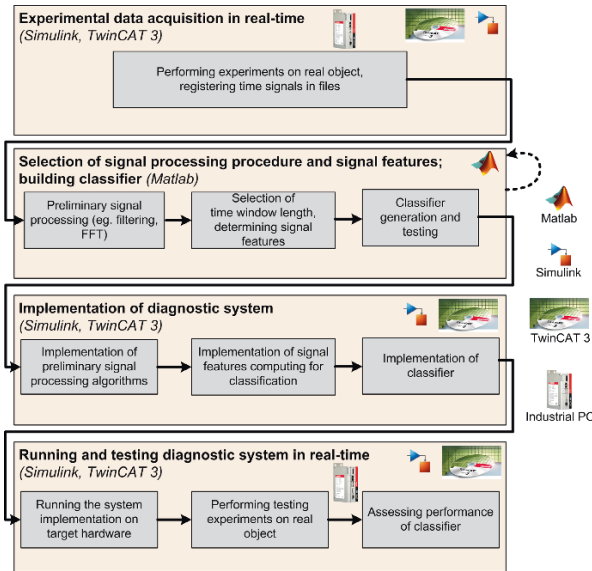 Experimental data acquisition in real-time
(Simulink, TwinCAT 3)
Performing experiments on real object,
registering time signals in files
Selection of signal processing procedure and signal features;
building classifier (Matlab)
Preliminary signal
processing (eg. filtering,
FFT)
Selection of
time window length,
determining signal
features
Classifier
generation and
testing
Matlab
Simulink
Implementation of diagnostic system
(Simulink, TwinCAT 3)
TwinCAT 3
Implementation of
preliminary signal
processing algorithms
Implementation of signal
features computing for
classification
Implementation of
classifier
Industrial PC
Running and testing diagnostic system in real-time
(Simulink, TwinCAT 3)
Running the system
implementation on
target hardware
Performing testing
experiments on real
object
Assessing performance
of classifier